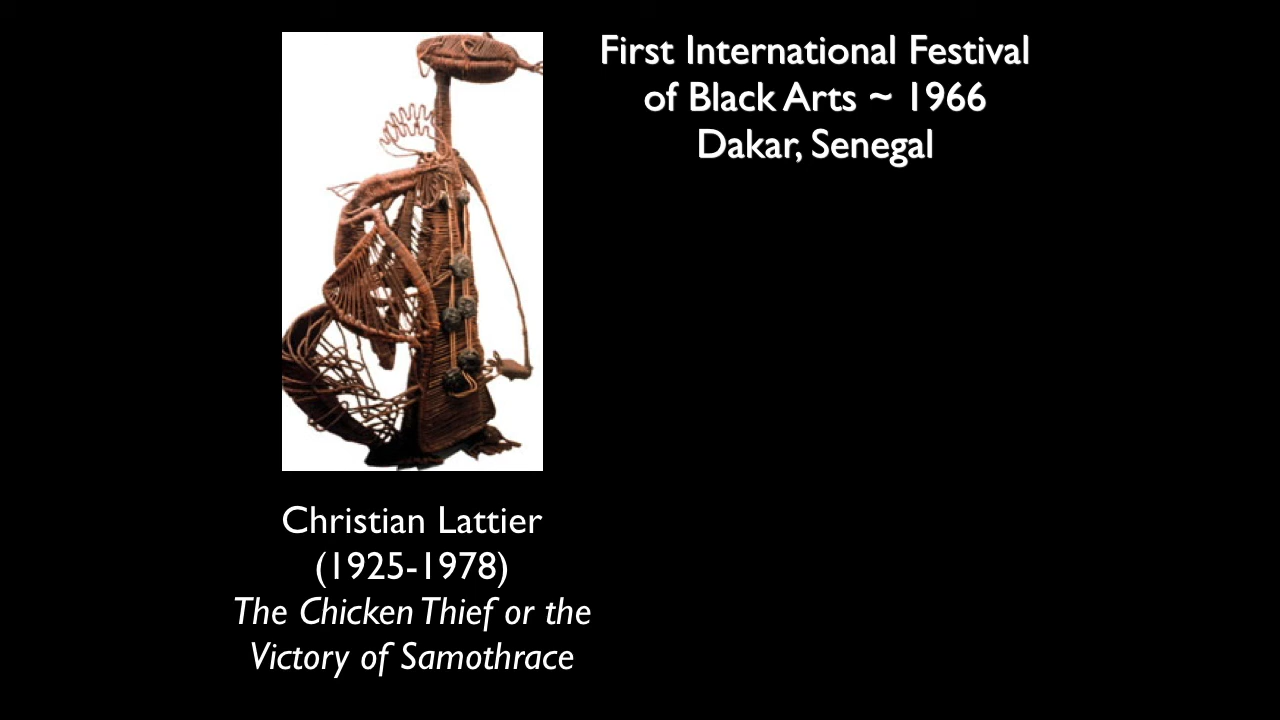 First International Festival
of Black Arts ~ 1966
Dakar, Senegal
Christian Lattier
(1925-1978)
The Chicken Thief or the
Victory of Samothrace